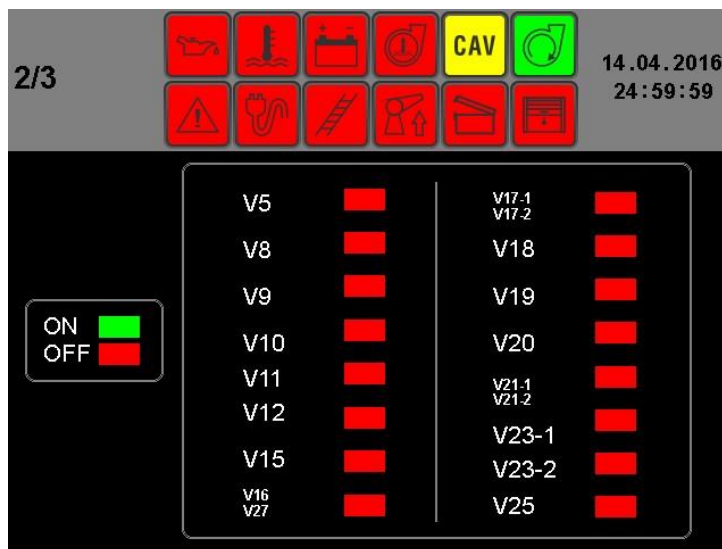 2/3
+ -
CAV
14.04.2016
24:59:59
ON
OFF
V5
V8
V9
V10
V11
V12
V15
V16
V27
V17-1
V17-2
V18
V19
V20
V21-1
V21-2
V23-1
V23-2
V25